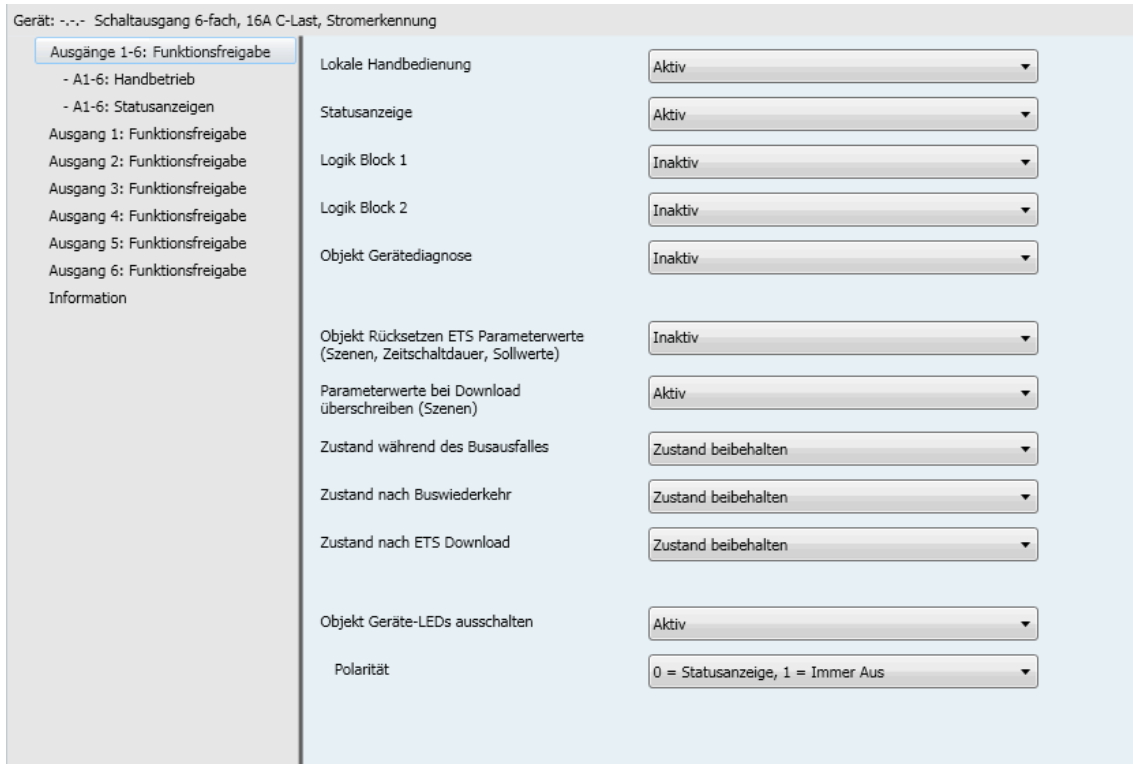 Gerät: -.-.- Schaltausgang 6-fach, 16A C-Last, Stromerkennung
Ausgänge 1-6: Funktionsfreigabe
- A1-6: Handbetrieb
- A1-6: Statusanzeigen
Ausgang 1: Funktionsfreigabe
Ausgang 2: Funktionsfreigabe
Ausgang 3: Funktionsfreigabe
Ausgang 4: Funktionsfreigabe
Ausgang 5: Funktionsfreigabe
Ausgang 6: Funktionsfreigabe
Information
Lokale Handbedienung Aktiv
Statusanzeige Aktiv
Logik Block 1 Inaktiv
Logik Block 2 Inaktiv
Objekt Gerätediagnose Inaktiv
Objekt Rücksetzen ETS Parameterwerte Inaktiv
(Szenen, Zeitschaltdauer, Sollwerte)
Parameterwerte bei Download Aktiv
überschreiben (Szenen)
Zustand während des Busausfalles Zustand beibehalten
Zustand nach Buswiederkehr Zustand beibehalten
Zustand nach ETS Download Zustand beibehalten
Objekt Geräte-LEDs ausschalten Aktiv
Polarität 0 = Statusanzeige, 1 = Immer Aus